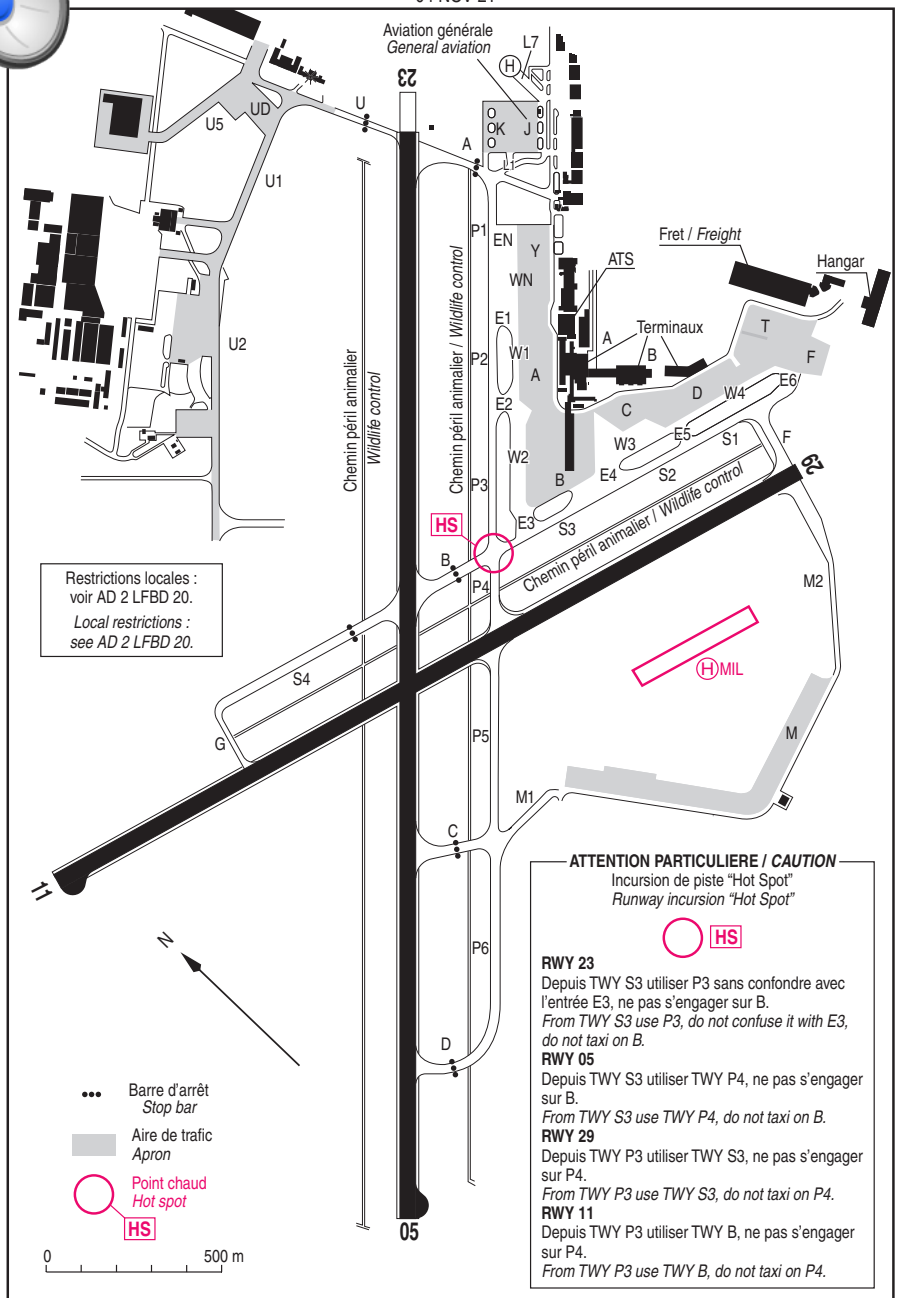 Aviation générale
General aviation
L7
H
23
U
K
J
A
L1
UD
U5
U1
U2
P1
EN
Y
WN
ATS
Fret / Freight
Hangar
Chemin péril animalier
Wildlife control
Chemin péril animalier / Wildlife control
E1
P2
W1
A
A
Terminaux
B
T
F
E6
W4
D
C
E2
W2
P3
W3
E5
S1
F
29
E4
S2
B
E3
S3
HS
Chemin péril animalier / Wildlife control
B
P4
M2
Restrictions locales :
voir AD 2 LFBD 20.
Local restrictions :
see AD 2 LFBD 20.
H MIL
S4
G
P5
M
M1
C
11
N
P6
D
ATTENTION PARTICULIERE / CAUTION
Incursion de piste “Hot Spot”
Runway incursion “Hot Spot”
HS
RWY 23
Depuis TWY S3 utiliser P3 sans confondre avec
l'entrée E3, ne pas s'engager sur B.
From TWY S3 use P3, do not confuse it with E3,
do not taxi on B.
RWY 05
Depuis TWY S3 utiliser TWY P4, ne pas s'engager
sur B.
From TWY S3 use TWY P4, do not taxi on B.
RWY 29
Depuis TWY P3 utiliser TWY S3, ne pas s'engager
sur P4.
From TWY P3 use TWY S3, do not taxi on P4.
RWY 11
Depuis TWY P3 utiliser TWY B, ne pas s'engager
sur P4.
From TWY P3 use TWY B, do not taxi on P4.
Barre d'arrêt
Stop bar
Aire de trafic
Apron
Point chaud
Hot spot
HS
05
0 500 m